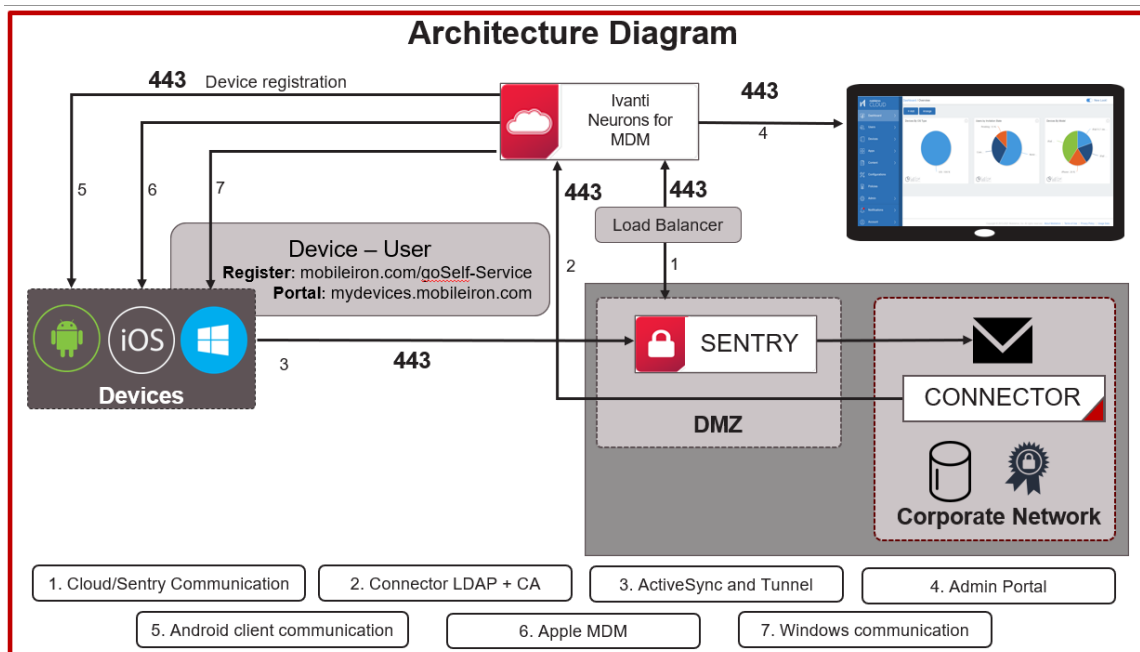 Architecture Diagram
443 Device registration
Ivanti
Neurons for
MDM
443
4
5
6
7
443
443
Load Balancer
2
1
Device – User
Register: mobileiron.com/goSelf-Service
Portal: mydevices.mobileiron.com
iOS
Devices
3
443
SENTRY
DMZ
CONNECTOR
Corporate Network
1. Cloud/Sentry Communication
2. Connector LDAP + CA
3. ActiveSync and Tunnel
4. Admin Portal
5. Android client communication
6. Apple MDM
7. Windows communication